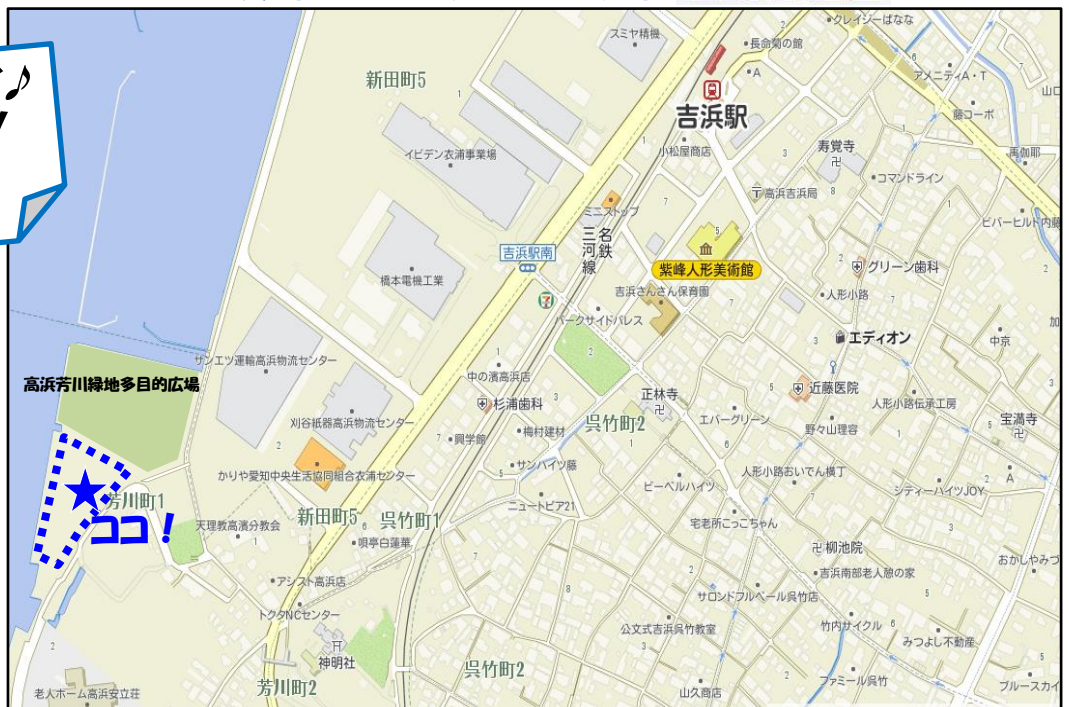 ♪
クレイジーばなな
スミヤ精機
長命菊の館
A
アメニティA・T
新田町5
山口
藤コーポ
吉浜駅
小松屋商店
寿覚寺
再伽耶
イビデン衣浦事業場
コマンドライン
高浜吉浜局
ミニストップ
ビバーヒルト内藤
名鉄
三河線
吉浜駅南
紫峰人形美術館
グリーン歯科
橋本電機工業
吉浜さんさん保育園
人形小路
パークサイドパレス
加
エディオン
中京
サンエツ運輸高浜物流センター
高浜芳川緑地多目的広場
中の濱高浜店
正林寺
近藤医院
杉浦歯科
人形小路伝承工房
刈谷紙器高浜物流センター
呉竹町2
エバーグリーン
宝満寺
興学館
梅村建材
野々山理容
かりや愛知中央生活協同組合衣浦センター
サンハイツ藤
人形小路おいでん横丁
ビーベルハイツ
シティーハイツJOY
A
芳川町1
ココ！
ニュートピア21
新田町5
呉竹町1
天理教高濱分教会
宅老所こっこちゃん
唄亭白蓮華
柳池院
おかしやみづ
アシスト高浜店
吉浜南部老人憩の家
サロンドフルベール呉竹店
トクタNCセンター
公文式吉浜呉竹教室
竹内サイクル
みつよし不動産
神明社
呉竹町2
芳川町2
ファミール呉竹
老人ホーム高浜安立荘
山久商店
ブルースカイ